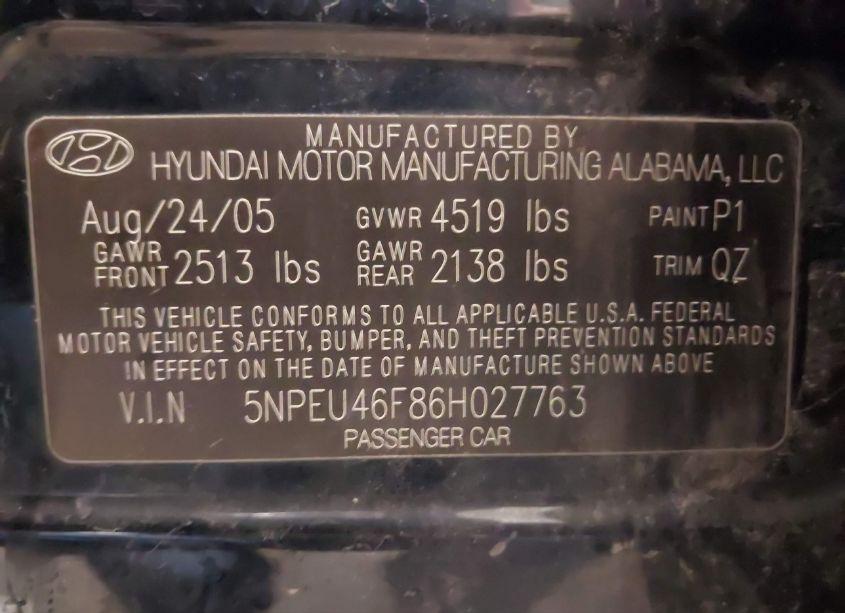 MANUFACTURED BY
HYUNDAI MOTOR MANUFACTURING ALABAMA, LLC
Aug/24/05 GVWR 4519 lbs PAINT P1
GAWR FRONT 2513 lbs GAWR REAR 2138 lbs TRIM QZ
THIS VEHICLE CONFORMS TO ALL APPLICABLE U.S.A. FEDERAL
MOTOR VEHICLE SAFETY, BUMPER, AND THEFT PREVENTION STANDARDS
IN EFFECT ON THE DATE OF MANUFACTURE SHOWN ABOVE
V.I.N 5NPEU46F86H027763
PASSENGER CAR